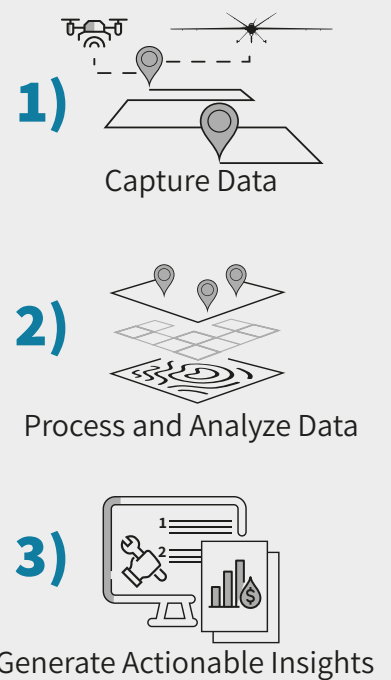 1)
Capture Data
2)
Process and Analyze Data
3)
1
2
$
Generate Actionable Insights